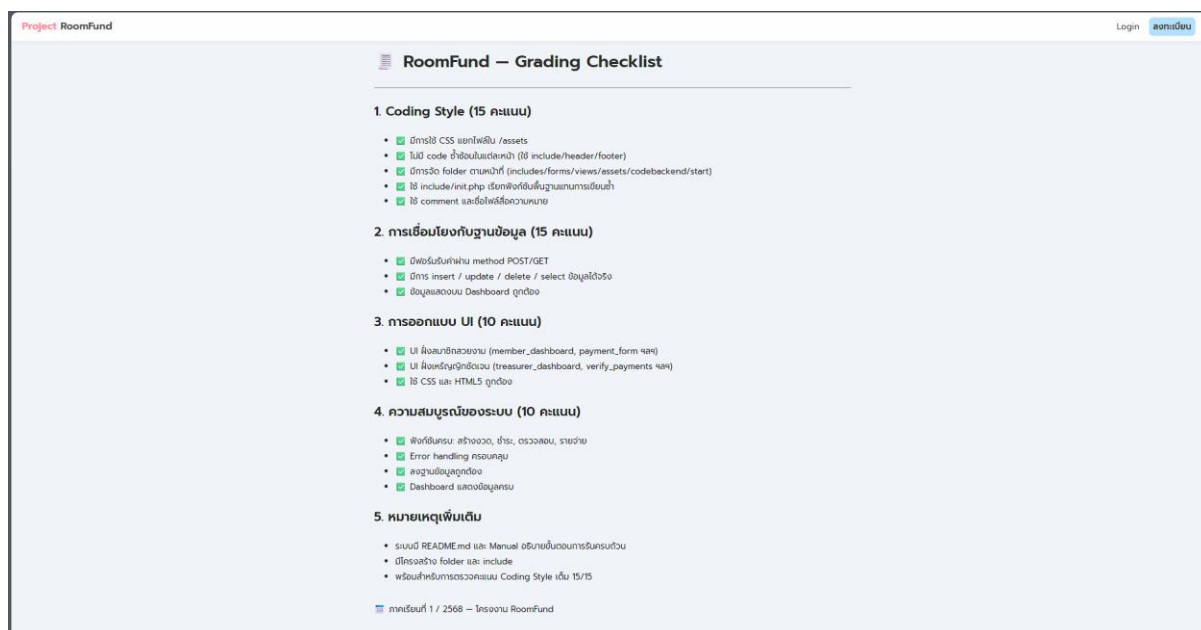 Project RoomFund
Login
ลงทะเบียน
RoomFund — Grading Checklist
1. Coding Style (15 คะแนน)
มีการใช้ CSS แยกไฟล์ใน /assets
ไม่มี code ซ้ำซ้อนในแต่ละหน้า (ใช้ include/header/footer)
มีการจัด folder ตามหน้าที่ (includes/forms/views/assets/codebackend/start)
ใช้ include/init.php เรียกฟังก์ชันพื้นฐานแทนการเขียนซ้ำ
ใช้ comment และชื่อไฟล์สื่อความหมาย
2. การเชื่อมโยงกับฐานข้อมูล (15 คะแนน)
มีฟอร์มรับค่าผ่าน method POST/GET
มีการ insert / update / delete / select ข้อมูลได้จริง
ข้อมูลแสดงบน Dashboard ถูกต้อง
3. การออกแบบ UI (10 คะแนน)
UI ฝั่งสมาชิกสวยงาม (member_dashboard, payment_form ฯลฯ)
UI ฝั่งเหรัญญิกชัดเจน (treasurer_dashboard, verify_payments ฯลฯ)
ใช้ CSS และ HTML5 ถูกต้อง
4. ความสมบูรณ์ของระบบ (10 คะแนน)
ฟังก์ชันครบ: สร้างงวด, ชำระ, ตรวจสอบ, รายจ่าย
Error handling ครอบคลุม
ลงฐานข้อมูลถูกต้อง
Dashboard แสดงข้อมูลครบ
5. หมายเหตุเพิ่มเติม
ระบบมี README.md และ Manual อธิบายขั้นตอนการรันครบถ้วน
มีโครงสร้าง folder และ include
พร้อมสำหรับการตรวจคะแนน Coding Style เต็ม 15/15
ภาคเรียนที่ 1 / 2568 — โครงงาน RoomFund